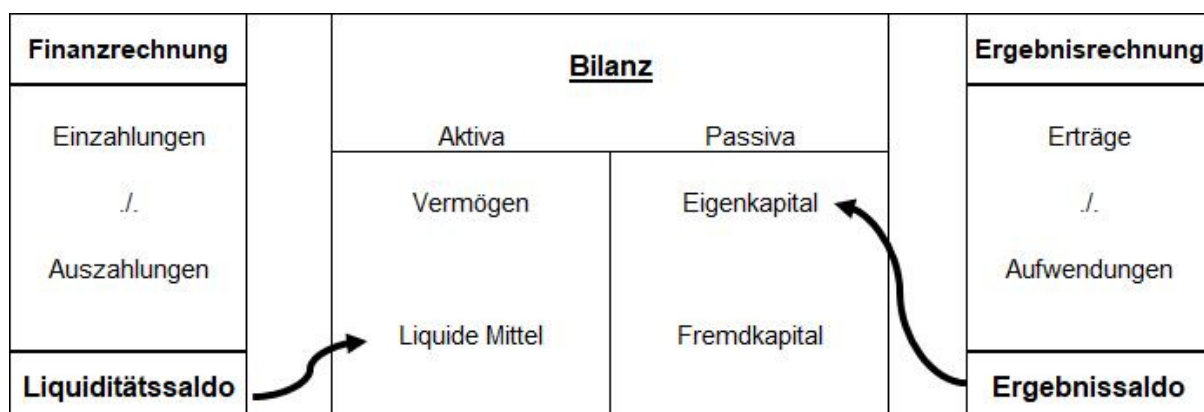 Finanzrechnung
Einzahlungen
./.
Auszahlungen
Liquiditätssaldo
Bilanz
Aktiva Passiva
Vermögen Eigenkapital
Liquide Mittel Fremdkapital
Ergebnisrechnung
Erträge
./.
Aufwendungen
Ergebnissaldo